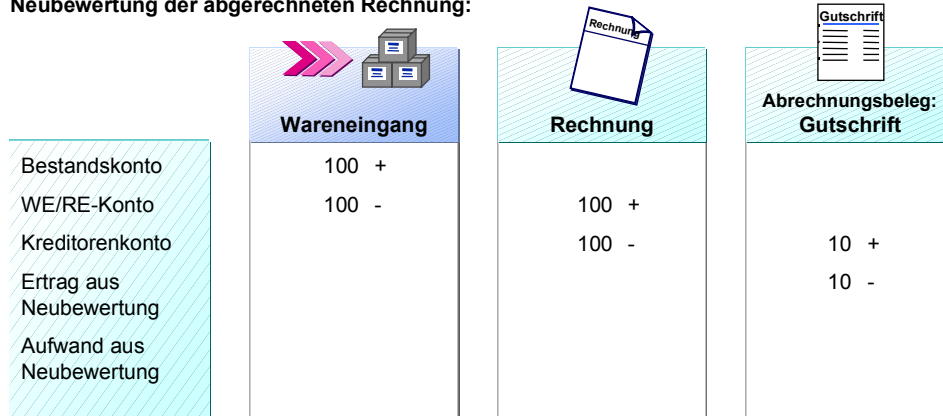 Neubewertung der abgerechneten Rechnung:
Rechnung
Gutschrift
Wareneingang
Rechnung
Abrechnungsbeleg:
Gutschrift
Bestandskonto 100 +
WE/RE-Konto 100 - 100 +
Kreditorenkonto 100 - 10 +
Ertrag aus 10 -
Neubewertung
Aufwand aus
Neubewertung